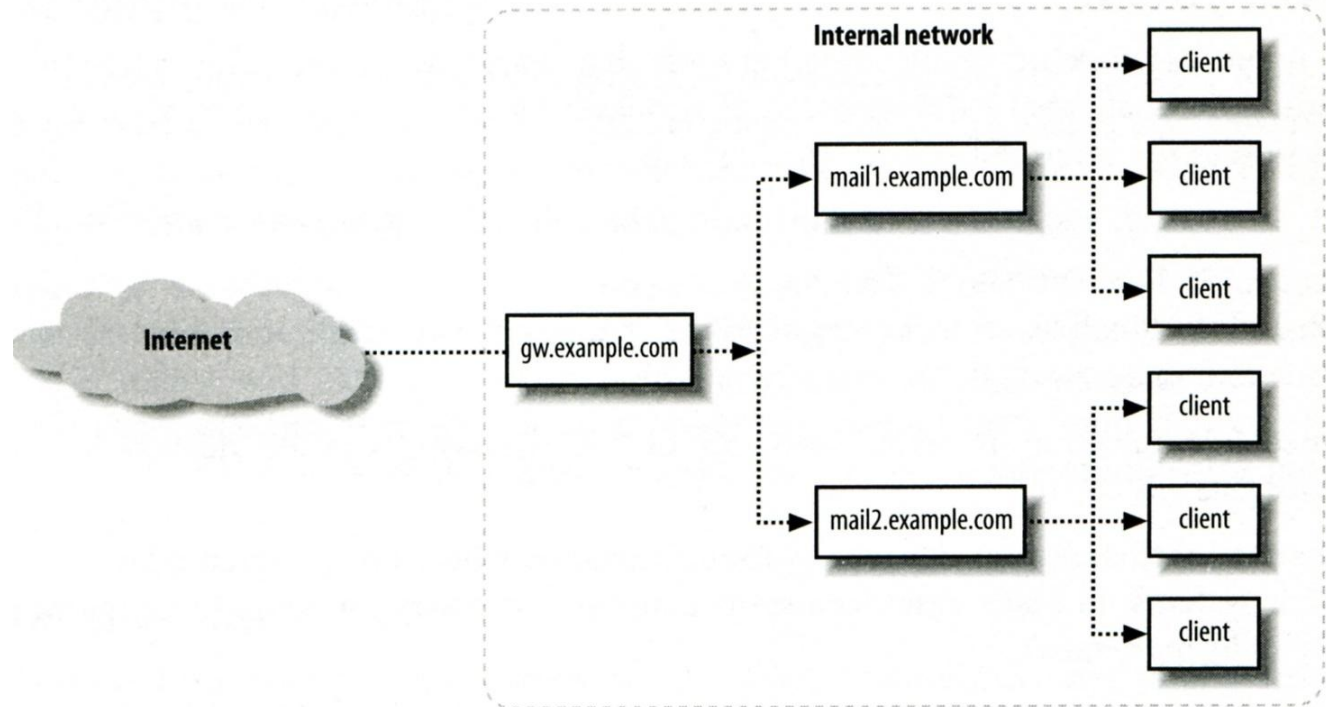 Internal network
client
mail1.example.com
client
client
Internet
gw.example.com
client
mail2.example.com
client
client